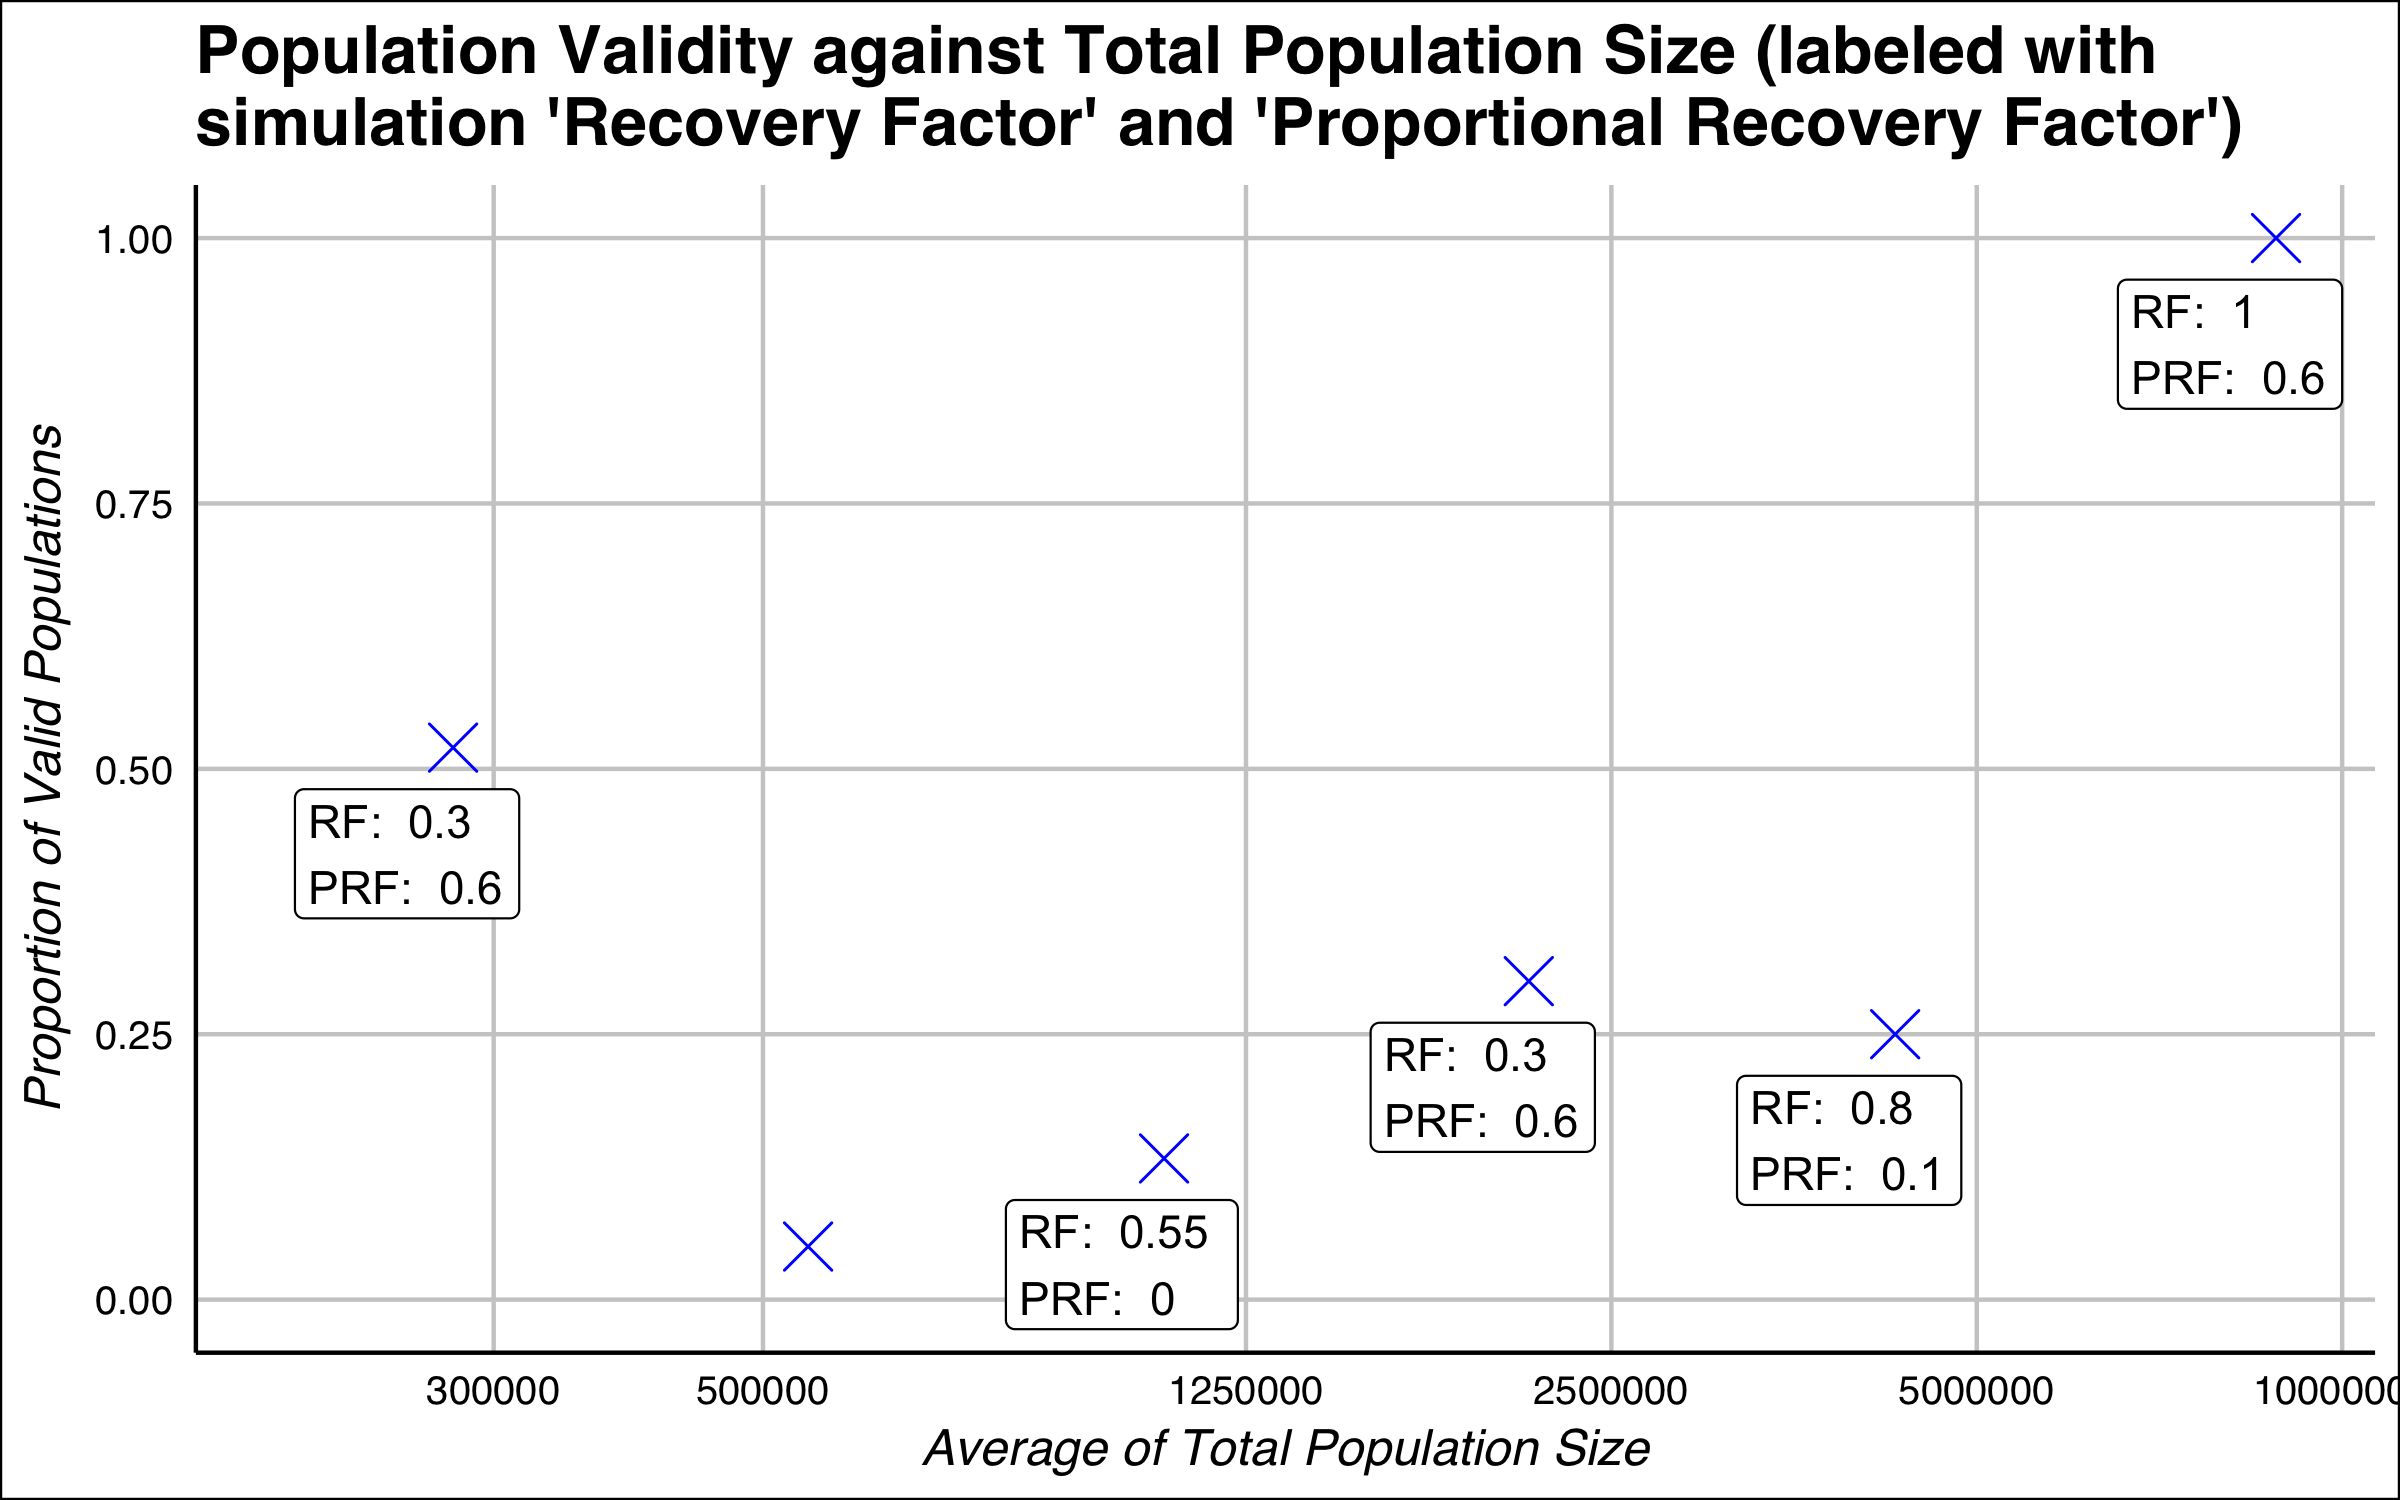 Population Validity against Total Population Size (labeled with
simulation 'Recovery Factor' and 'Proportional Recovery Factor')
Proportion of Valid Populations
1.00
0.75
0.50
0.25
0.00
RF: 1
PRF: 0.6
RF: 0.3
PRF: 0.6
RF: 0.3
PRF: 0.6
RF: 0.8
PRF: 0.1
RF: 0.55
PRF: 0
300000 500000 1250000 2500000 5000000 1000000
Average of Total Population Size